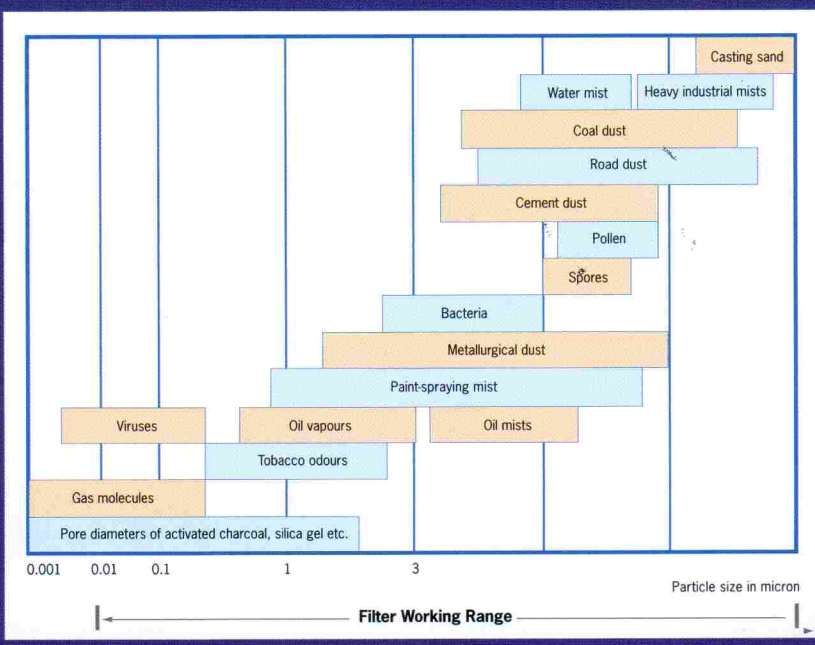 Casting sand
Water mist
Heavy industrial mists
Coal dust
Road dust
Cement dust
Pollen
Spores
Bacteria
Metallurgical dust
Paint-spraying mist
Viruses
Oil vapours
Oil mists
Tobacco odours
Gas molecules
Pore diameters of activated charcoal, silica gel etc.
0.001 0.01 0.1 1 3
Particle size in micron
Filter Working Range